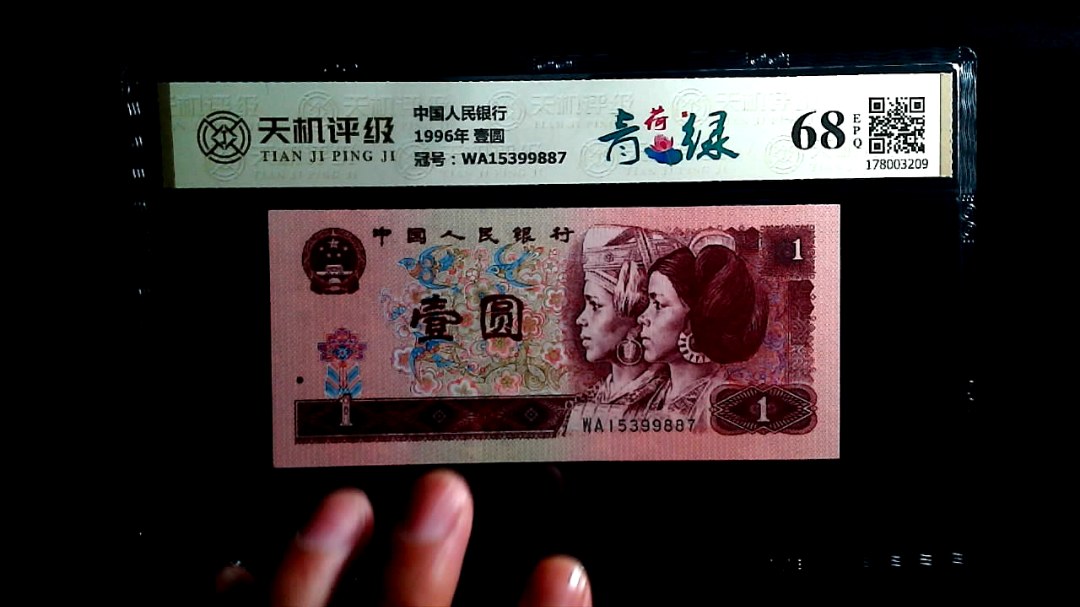 天机评级
TIAN JI PING JI
中国人民银行
1996年 壹圆
冠号：WA15399887
青荷绿
68
EPQ
178003209
中国人民银行
1
壹圆
1
1
WA15399887